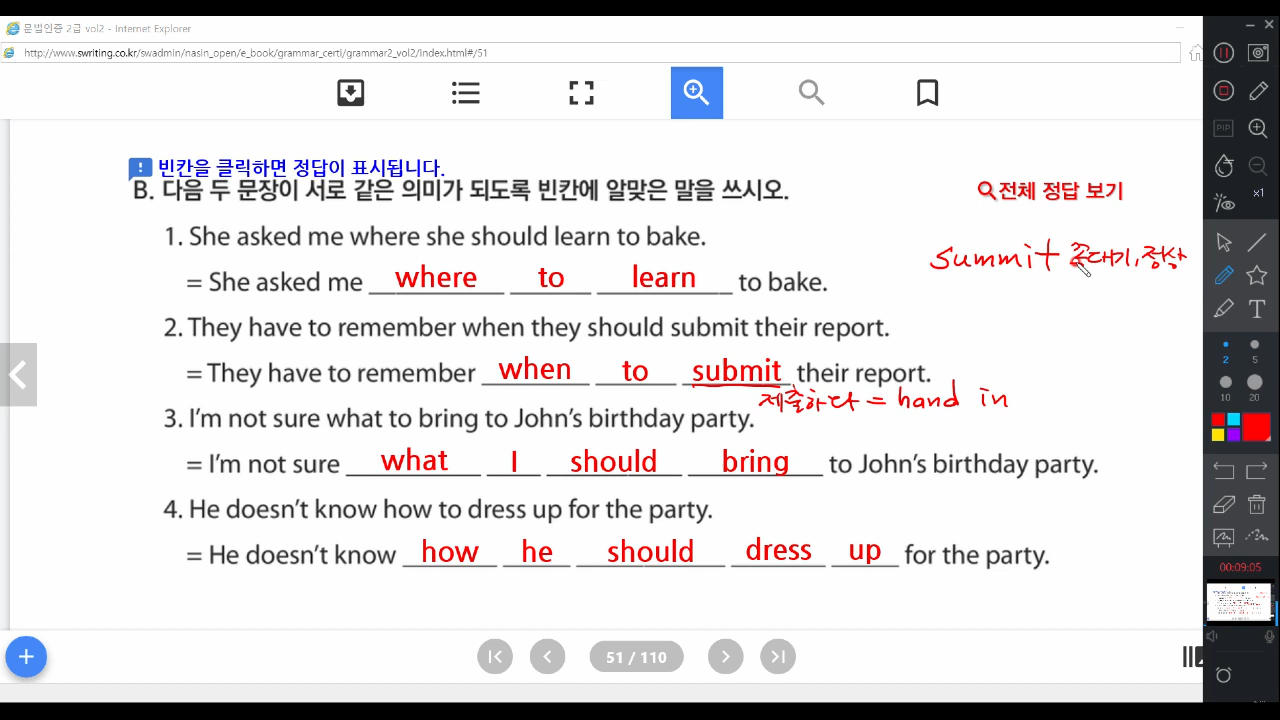 문법인증 2급 vol2 - Internet Explorer
http://www.swriting.co.kr/swadmin/nasin_open/e_book/grammar_certi/grammar2_vol2/index.html#/51
빈칸을 클릭하면 정답이 표시됩니다.
B. 다음 두 문장이 서로 같은 의미가 되도록 빈칸에 알맞은 말을 쓰시오.
전체 정답 보기
1. She asked me where she should learn to bake.
summit 꼭대기, 정상
= She asked me where to learn to bake.
2. They have to remember when they should submit their report.
= They have to remember when to submit their report.
제출하다 = hand in
3. I'm not sure what to bring to John's birthday party.
= I'm not sure what I should bring to John's birthday party.
4. He doesn't know how to dress up for the party.
= He doesn't know how he should dress up for the party.
51 / 110
PIP
x1
2 5
10 20
00:09:05